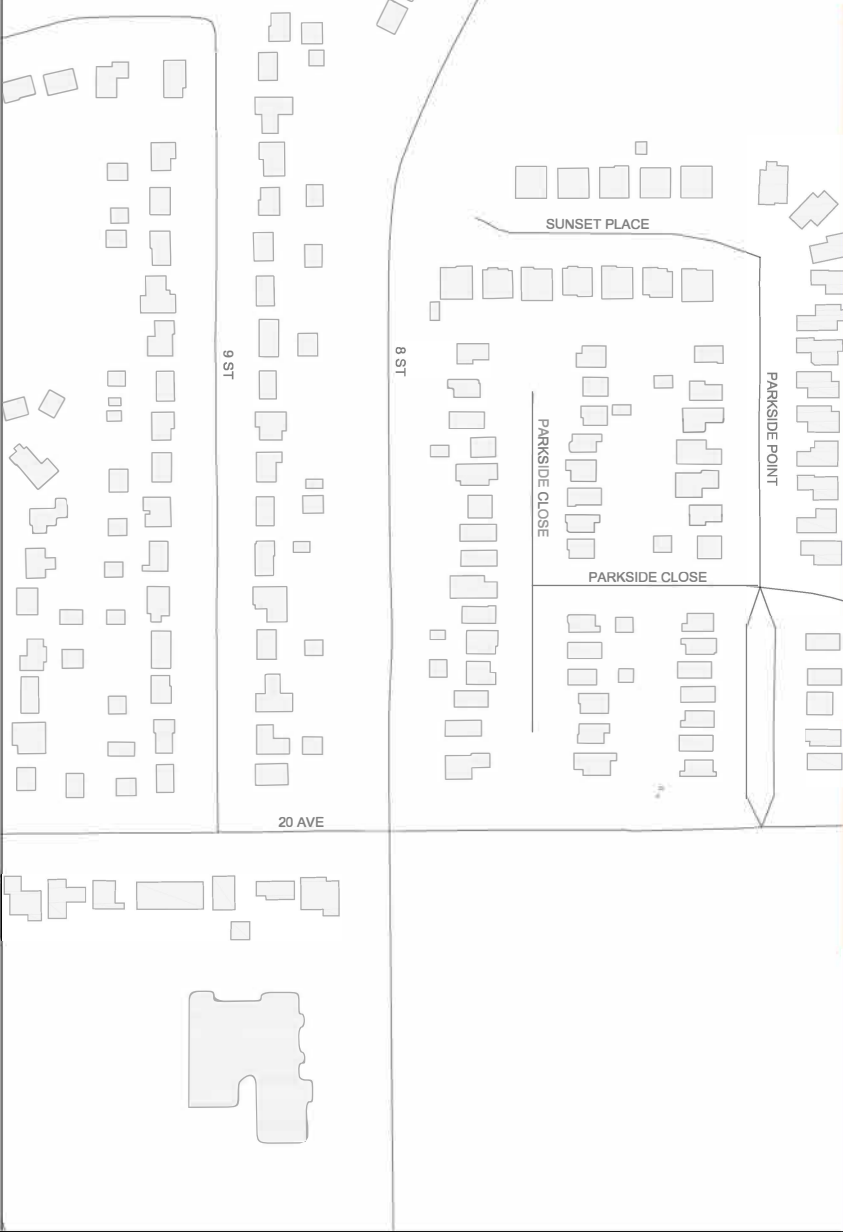 SUNSET PLACE
9 ST
8 ST
PARKSIDE POINT
PARKSIDE CLOSE
PARKSIDE CLOSE
20 AVE